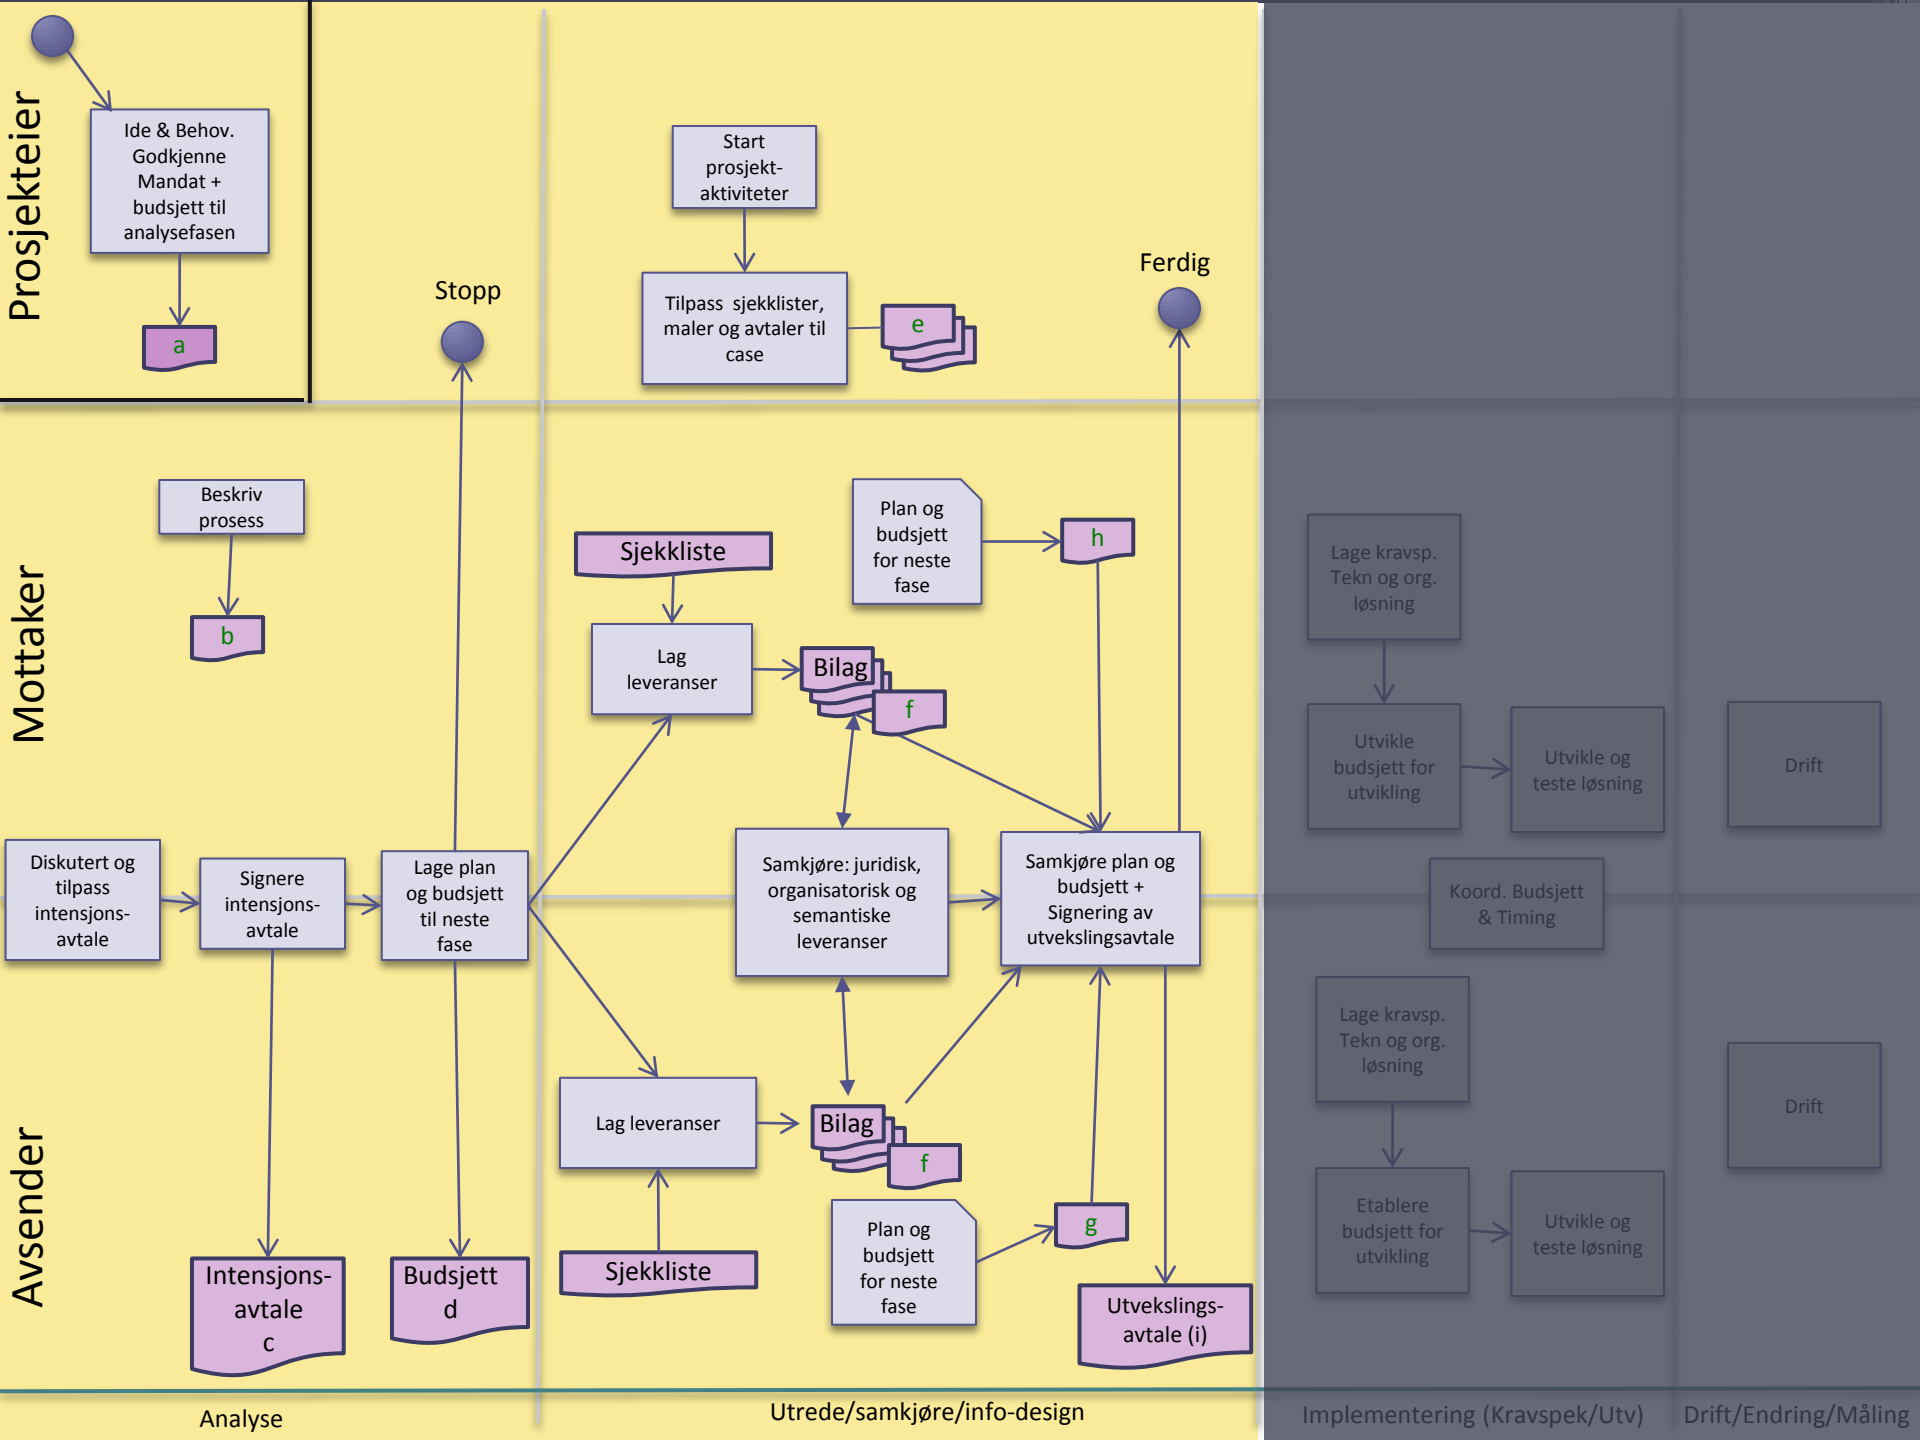 Prosjekteier
Ide & Behov.
Godkjenne
Mandat +
budsjett til
analysefasen
a
Stopp
Start
prosjekt-
aktiviteter
Tilpass sjekklister,
maler og avtaler til
case
e
Ferdig
Mottaker
Beskriv
prosess
b
Sjekkliste
Lag
leveranser
Bilag
f
Plan og
budsjett
for neste
fase
h
Lage kravsp.
Tekn og org.
løsning
Utvikle
budsjett for
utvikling
Utvikle og
teste løsning
Drift
Diskutert og
tilpass
intensjons-
avtale
Signere
intensjons-
avtale
Lage plan
og budsjett
til neste
fase
Samkjøre: juridisk,
organisatorisk og
semantiske
leveranser
Samkjøre plan og
budsjett +
Signering av
utvekslingsavtale
Koord. Budsjett
& Timing
Avsender
Intensjons-
avtale
c
Budsjett
d
Lag leveranser
Sjekkliste
Bilag
f
Plan og
budsjett
for neste
fase
g
Utvekslings-
avtale (i)
Lage kravsp.
Tekn og org.
løsning
Etablere
budsjett for
utvikling
Utvikle og
teste løsning
Drift
Analyse
Utrede/samkjøre/info-design
Implementering (Kravspek/Utv)
Drift/Endring/Måling